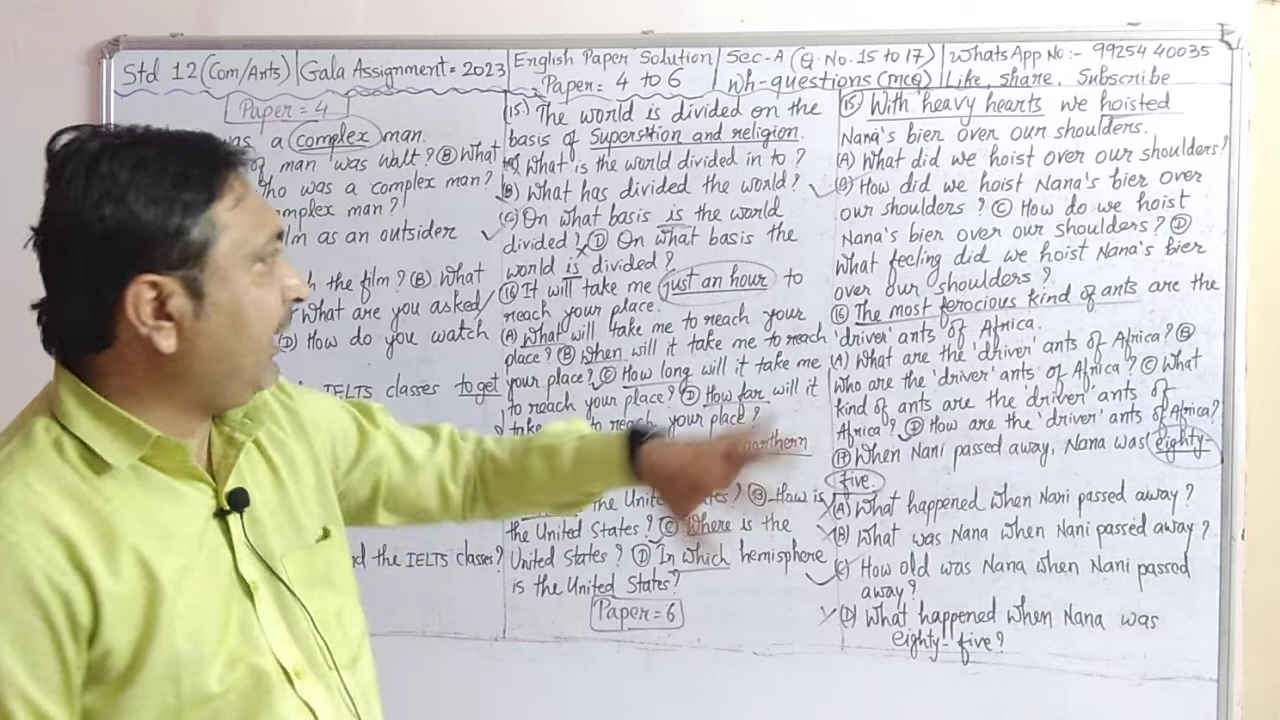 Std 12 (Com/Arts) | Gala Assignment = 2023
English Paper Solution
Paper = 4 to 6
Sec-A (Q. No. 15 to 17)
Wh-questions (MCQ)
WhatsApp No :- 99254 40035
Like, Share, Subscribe
Paper = 4
was a complex man.
of man was Walt? (B) What
who was a complex man?
complex man?
film as an outsider
the film? (B) What
What are you asked/
(D) How do you watch
IELTS classes to get
the IELTS classes?
(15.) The world is divided on the
basis of Superstition and religion.
(A) What is the world divided in to?
(B) What has divided the world?
(C) On what basis is the world
divided? (D) On what basis the
world is divided?
(16) It will take me just an hour to
reach your place.
(A) What will take me to reach your
place? (B) When will it take me to reach
your place? (C) How long will it take me
to reach your place? (D) How far will it
take to reach your place?
northern
the United States? (B) How is
the United States? (C) Where is the
United States? (D) In which hemisphere
is the United States?
Paper = 6
(15) With heavy hearts we hoisted
Nana's bier over our shoulders.
(A) What did we hoist over our shoulders?
(B) How did we hoist Nana's bier over
our shoulders? (C) How do we hoist
Nana's bier over our shoulders? (D)
What feeling did we hoist Nana's bier
over our shoulders?
(16) The most ferocious kind of ants are the
'driver' ants of Africa.
(A) What are the 'driver' ants of Africa? (B)
Who are the 'driver' ants of Africa? (C) What
kind of ants are the 'driver' ants of
Africa? (D) How are the 'driver' ants of Africa?
(17) When Nani passed away, Nana was eighty-
five.
(A) What happened when Nani passed away?
(B) What was Nana when Nani passed away?
(C) How old was Nana when Nani passed
away?
(D) What happened when Nana was
eighty-five?